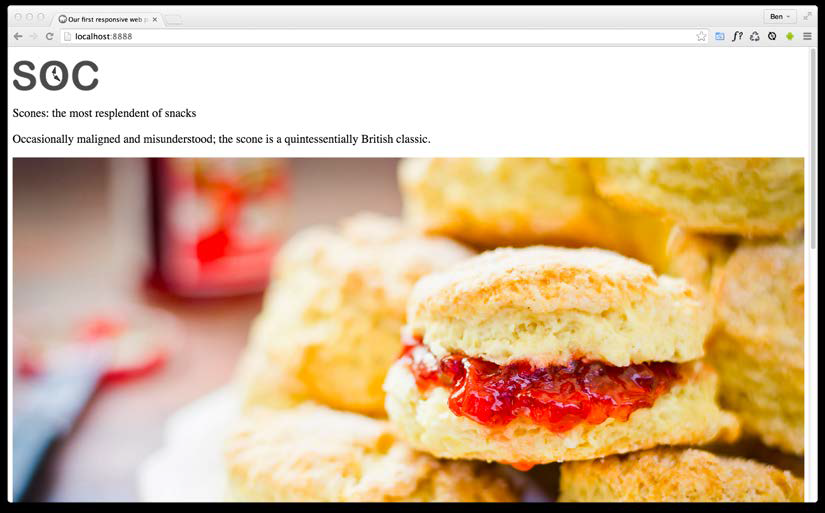 Our first responsive web p
Ben
localhost:8888
f?
SOC
Scones: the most resplendent of snacks
Occasionally maligned and misunderstood; the scone is a quintessentially British classic.